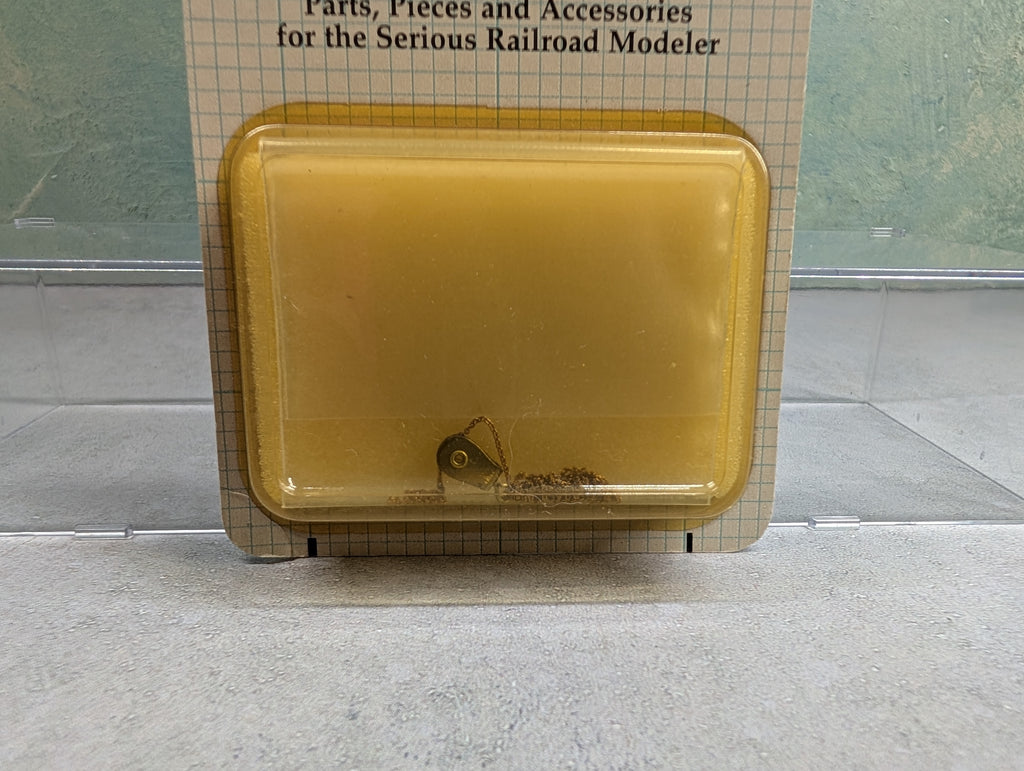 Parts, Pieces and Accessories
for the Serious Railroad Modeler